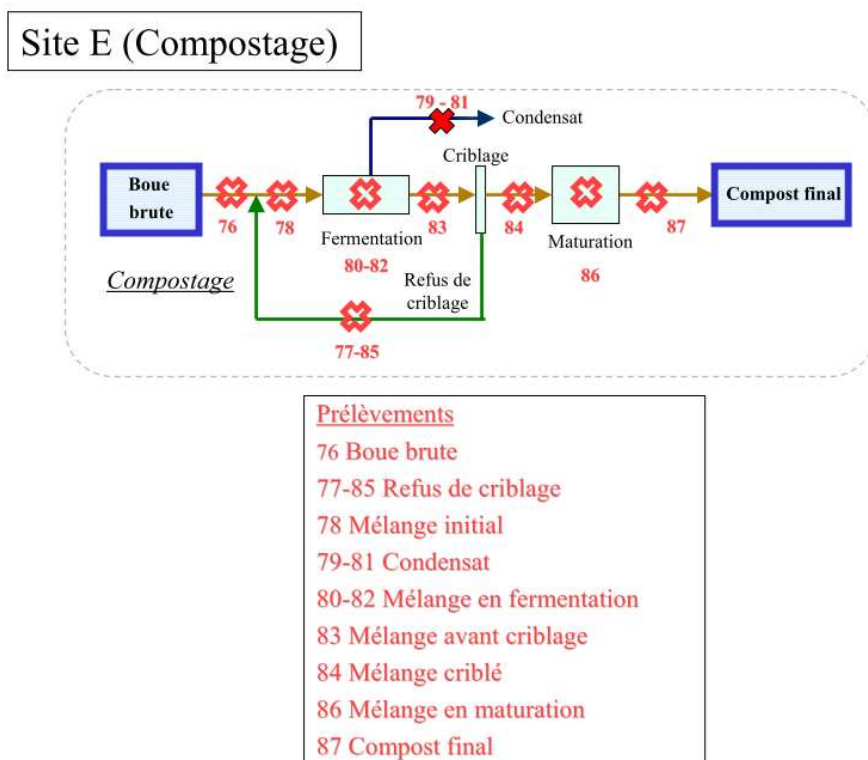 Site E (Compostage)
79 - 81
Condensat
Criblage
Boue
brute
Compost final
76
78
83
84
87
Fermentation
Maturation
80-82
86
Compostage
Refus de
criblage
77-85
Prélèvements
76 Boue brute
77-85 Refus de criblage
78 Mélange initial
79-81 Condensat
80-82 Mélange en fermentation
83 Mélange avant criblage
84 Mélange criblé
86 Mélange en maturation
87 Compost final